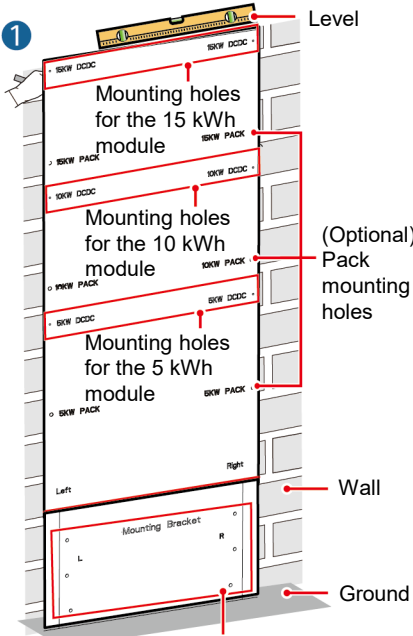 1
Level
15KW DCDC
15KW DCDC
Mounting holes
for the 15 kWh
module
15KW PACK
15KW PACK
10KW DCDC
10KW DCDC
Mounting holes
for the 10 kWh
module
(Optional)
Pack
mounting
holes
10KW PACK
10KW PACK
5KW DCDC
5KW DCDC
Mounting holes
for the 5 kWh
module
5KW PACK
5KW PACK
Left
Right
Wall
Mounting Bracket
L
R
Ground